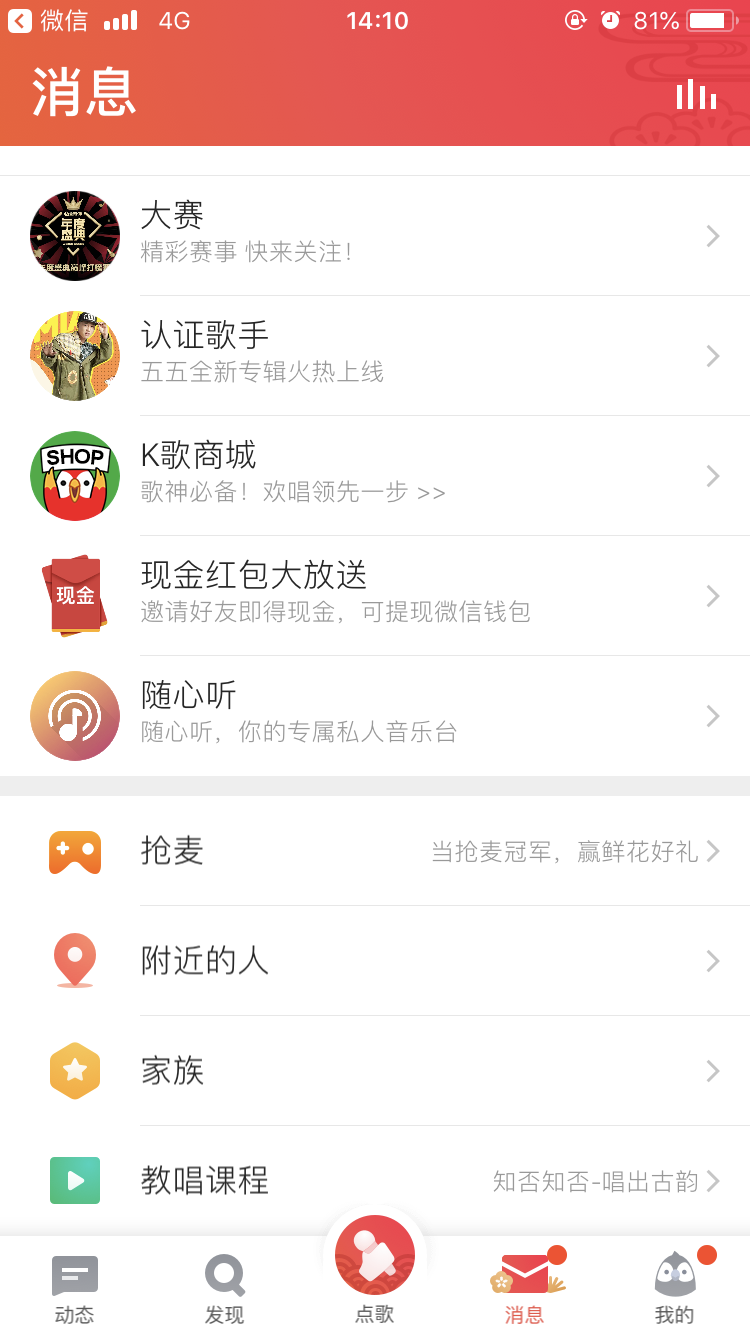 微信 4G 14:10 81%
消息
年度
盛典
大赛
精彩赛事 快来关注!
MIX
认证歌手
五五全新专辑火热上线
SHOP
K歌商城
歌神必备！欢唱领先一步 >>
现金
现金红包大放送
邀请好友即得现金，可提现微信钱包
随心听
随心听，你的专属私人音乐台
抢麦 当抢麦冠军，赢鲜花好礼
附近的人
家族
教唱课程 知否知否-唱出古韵
动态 发现 点歌 消息 我的